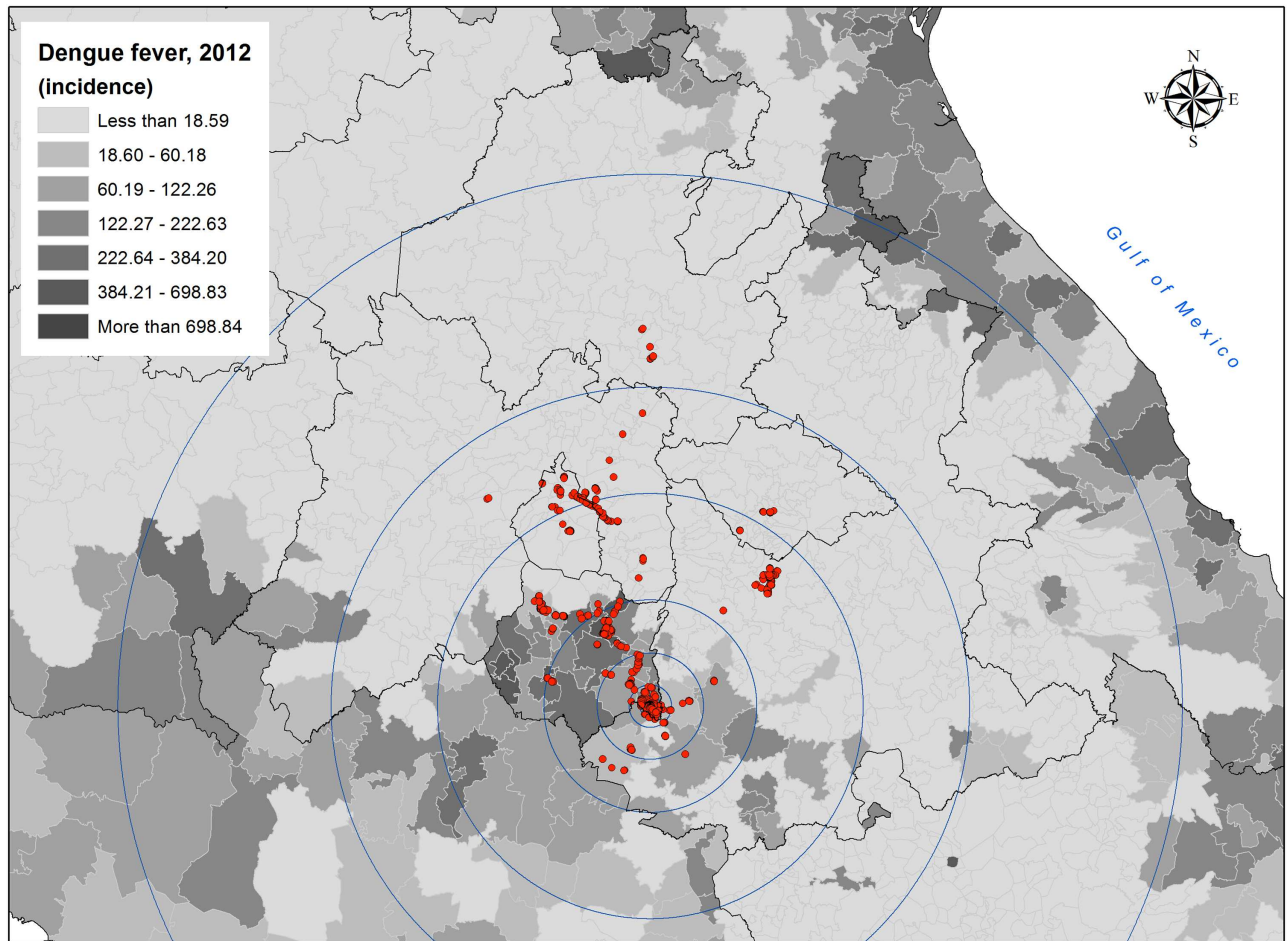 Dengue fever, 2012
(incidence)
Less than 18.59
18.60 - 60.18
60.19 - 122.26
122.27 - 222.63
222.64 - 384.20
384.21 - 698.83
More than 698.84
N
W
E
S
Gulf of Mexico